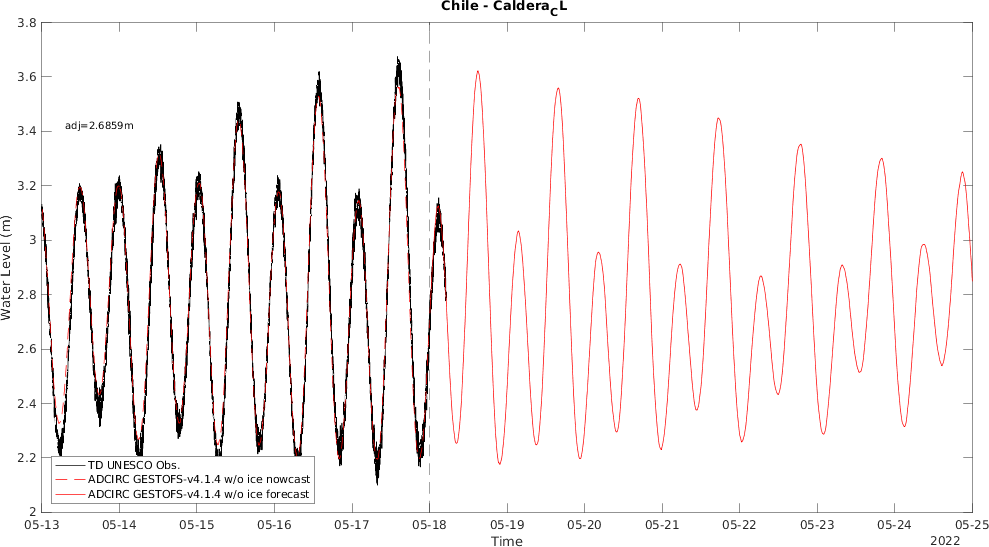 Chile - Caldera_CL
3.8
3.6
3.4
3.2
3
2.8
2.6
2.4
2.2
2
Water Level (m)
adj=2.6859m
TD UNESCO Obs.
ADCIRC GESTOFS-v4.1.4 w/o ice nowcast
ADCIRC GESTOFS-v4.1.4 w/o ice forecast
05-13 05-14 05-15 05-16 05-17 05-18 05-19 05-20 05-21 05-22 05-23 05-24 05-25
Time
2022